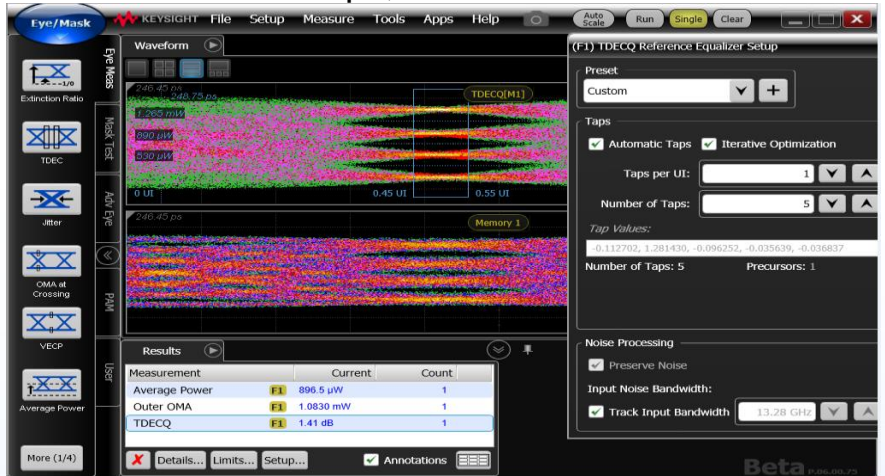 Eye/Mask
KEYSIGHT File Setup Measure Tools Apps Help
Auto Scale Run Single Clear
Extinction Ratio
TDEC
Jitter
OMA at
Crossing
VECP
Average Power
More (1/4)
Eye Meas
Mask Test
Adv Eye
PAM
User
Waveform
246.45 ps
248.75 ps
TDECQ[M1]
1.265 mW
890 µW
530 µW
0 UI 0.45 UI 0.55 UI
246.45 ps
Memory 1
Results
Measurement Current Count
Average Power F1 896.5 µW 1
Outer OMA F1 1.0830 mW 1
TDECQ F1 1.41 dB 1
Details... Limits... Setup... Annotations
(F1) TDECQ Reference Equalizer Setup
Preset
Custom
Taps
Automatic Taps Iterative Optimization
Taps per UI: 1
Number of Taps: 5
Tap Values:
-0.112702, 1.281430, -0.096252, -0.035639, -0.036837
Number of Taps: 5 Precursors: 1
Noise Processing
Preserve Noise
Input Noise Bandwidth:
Track Input Bandwidth 13.28 GHz
Beta P.06.00.75